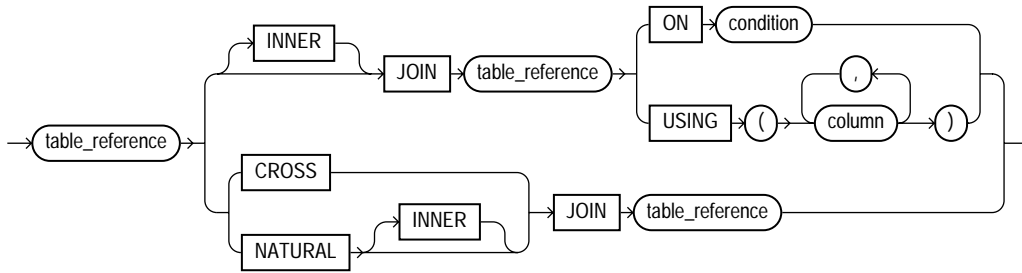 INNER
JOIN
table_reference
ON
condition
USING
(
,
column
)
table_reference
CROSS
NATURAL
INNER
JOIN
table_reference